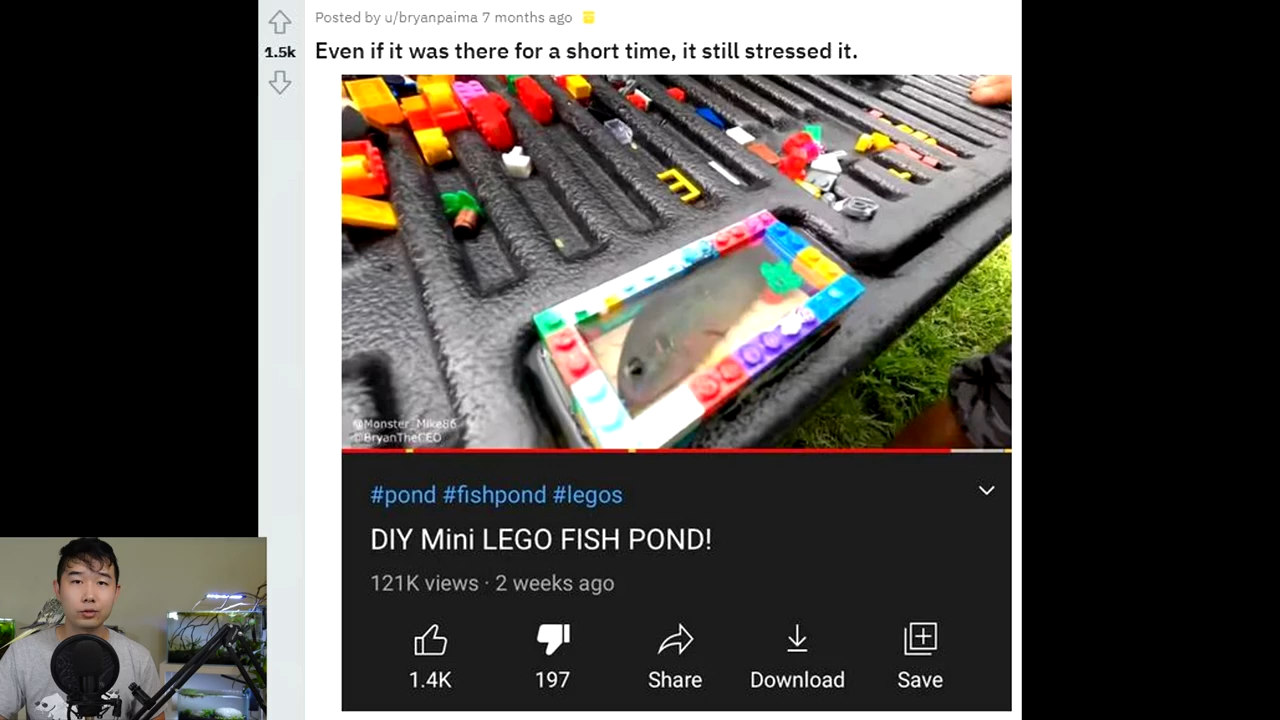 Posted by u/bryanpaima 7 months ago
1.5k
Even if it was there for a short time, it still stressed it.
@Monster_Mike86
©BryanTheCEO
#pond #fishpond #legos
DIY Mini LEGO FISH POND!
121K views · 2 weeks ago
1.4K 197 Share Download Save